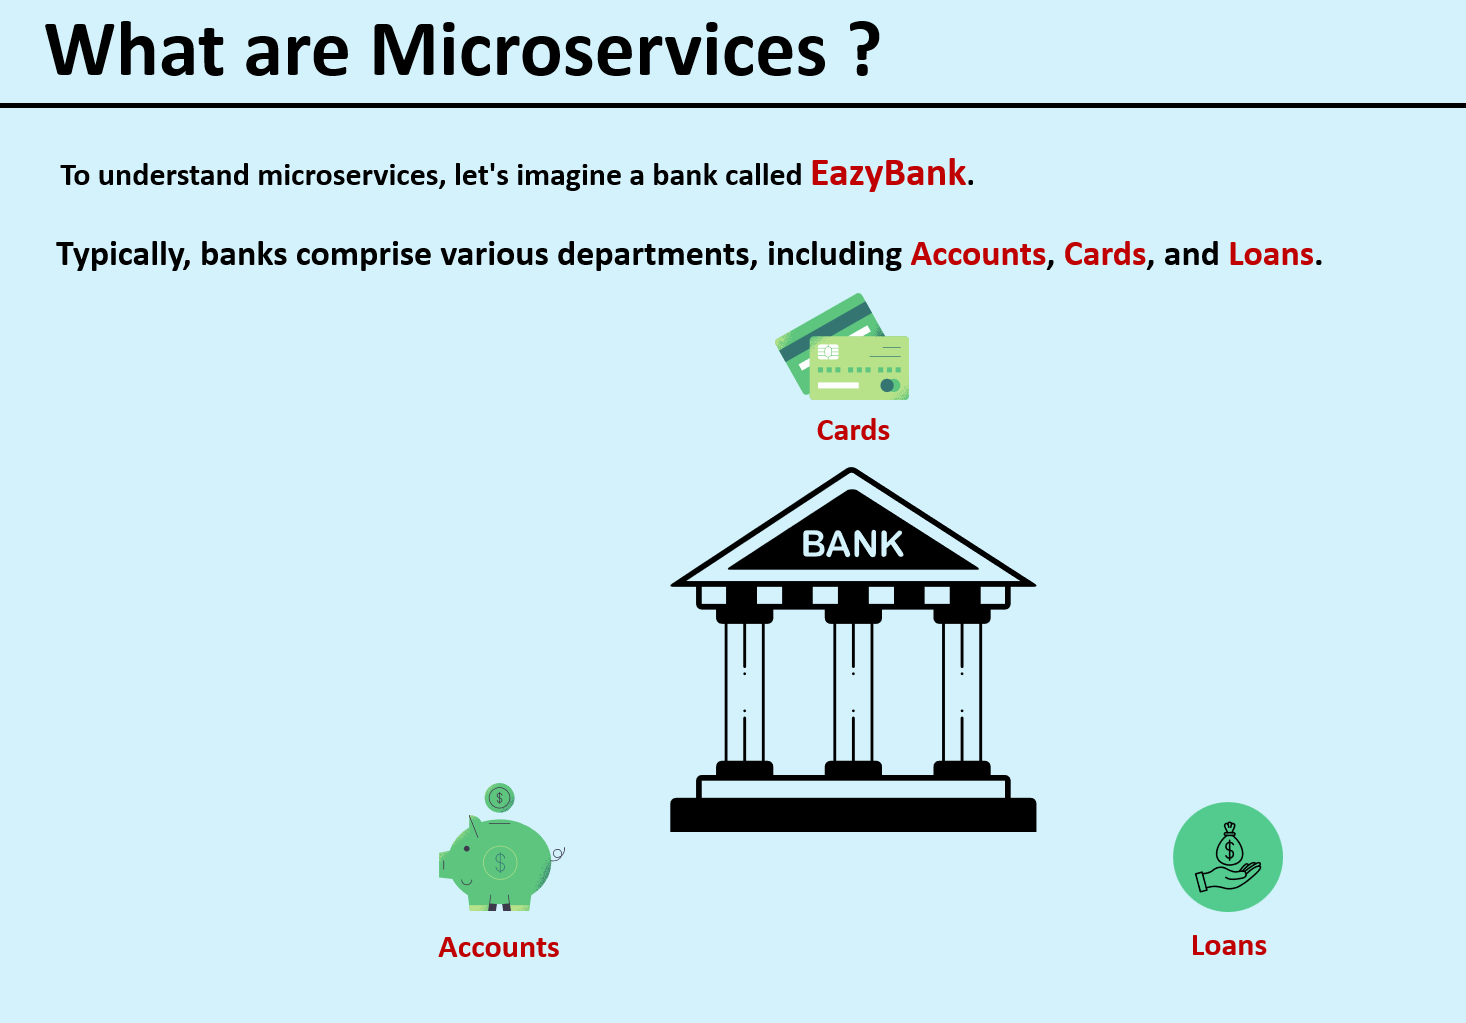 What are Microservices ?
To understand microservices, let's imagine a bank called EazyBank.
Typically, banks comprise various departments, including Accounts, Cards, and Loans.
Cards
BANK
$
$
$
Accounts
Loans